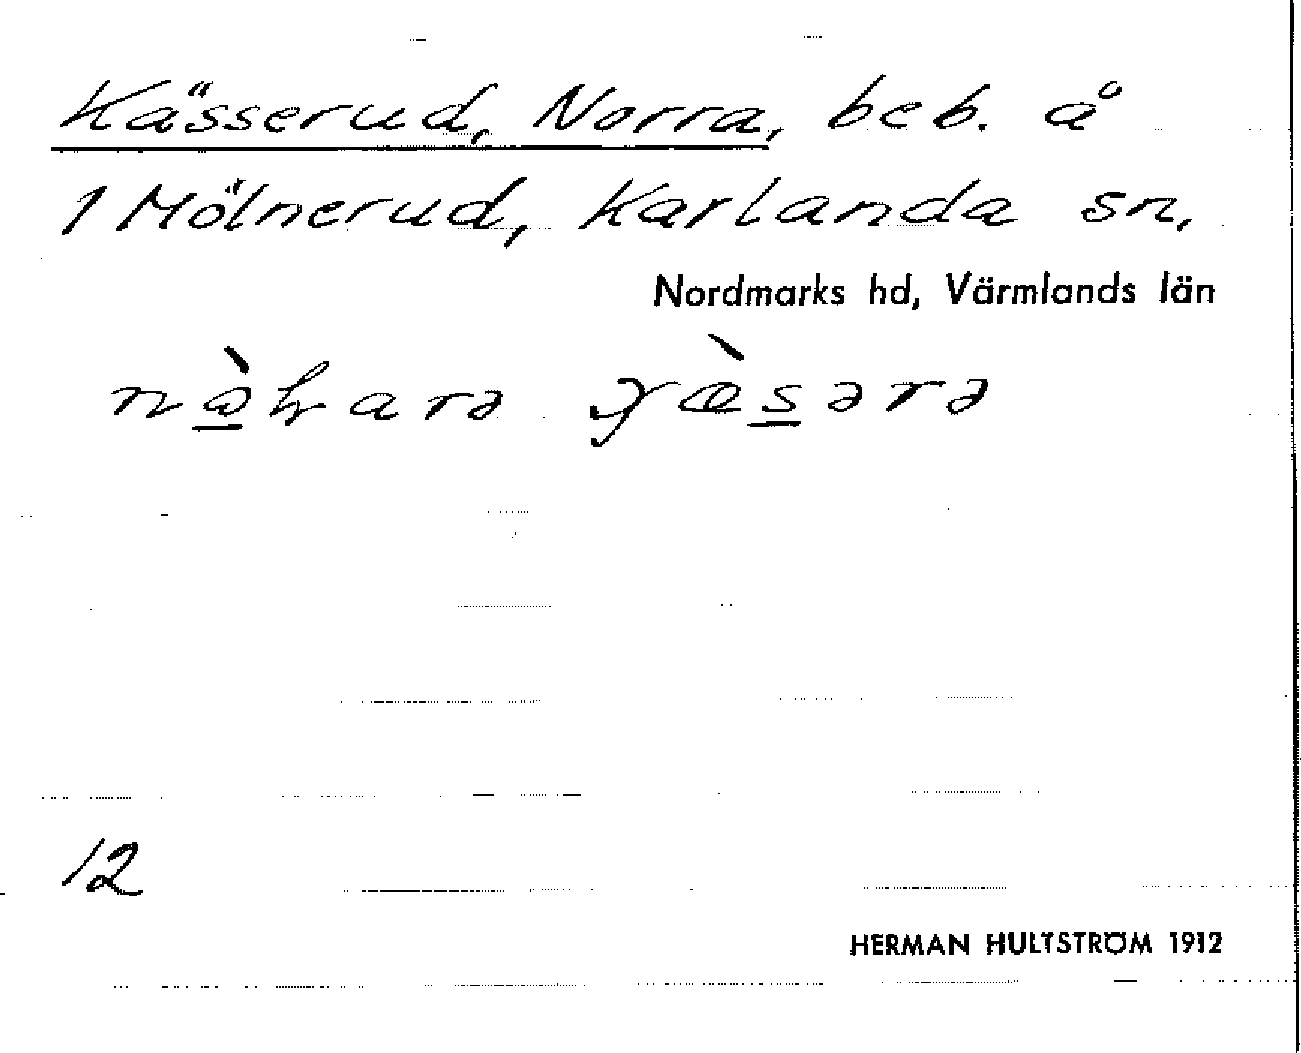 Kässerud, Norra, beb. å
1 Mölnerud, Karlanda sn,
Nordmarks hd, Värmlands län
12
HERMAN HULTSTRÖM 1912